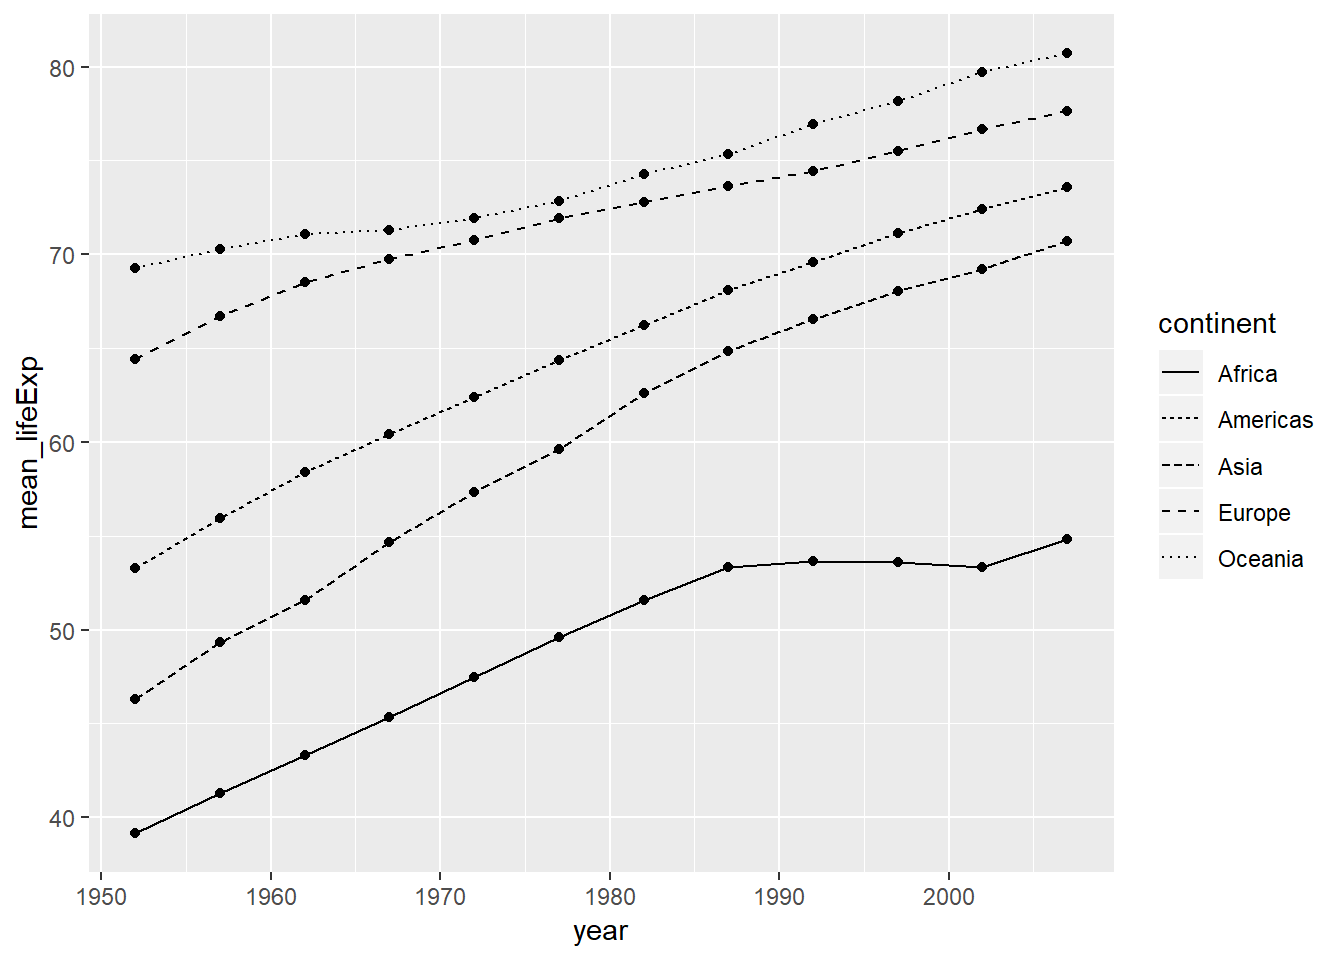 80
70
60
50
40
mean_lifeExp
1950 1960 1970 1980 1990 2000
year
continent
Africa
Americas
Asia
Europe
Oceania